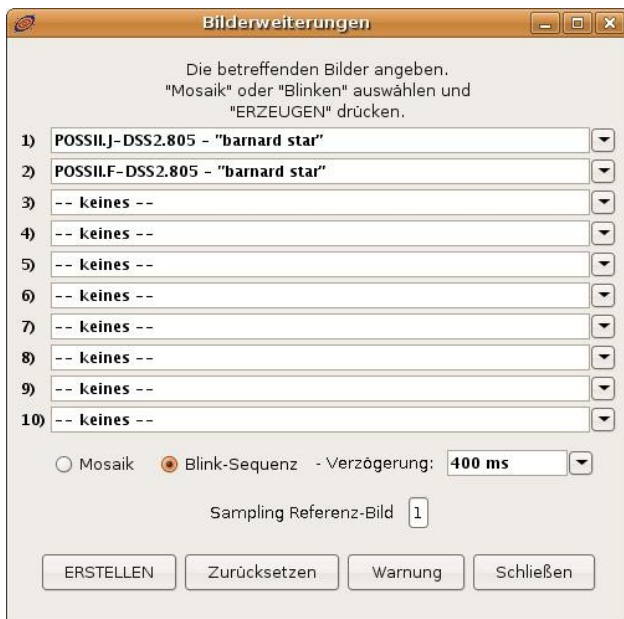 Bilderweiterungen
Die betreffenden Bilder angeben.
"Mosaik" oder "Blinken" auswählen und
"ERZEUGEN" drücken.
1) POSSII.J-DSS2.805 - "barnard star"
2) POSSII.F-DSS2.805 - "barnard star"
3) -- keines --
4) -- keines --
5) -- keines --
6) -- keines --
7) -- keines --
8) -- keines --
9) -- keines --
10) -- keines --
Mosaik Blink-Sequenz - Verzögerung: 400 ms
Sampling Referenz-Bild 1
ERSTELLEN Zurücksetzen Warnung Schließen